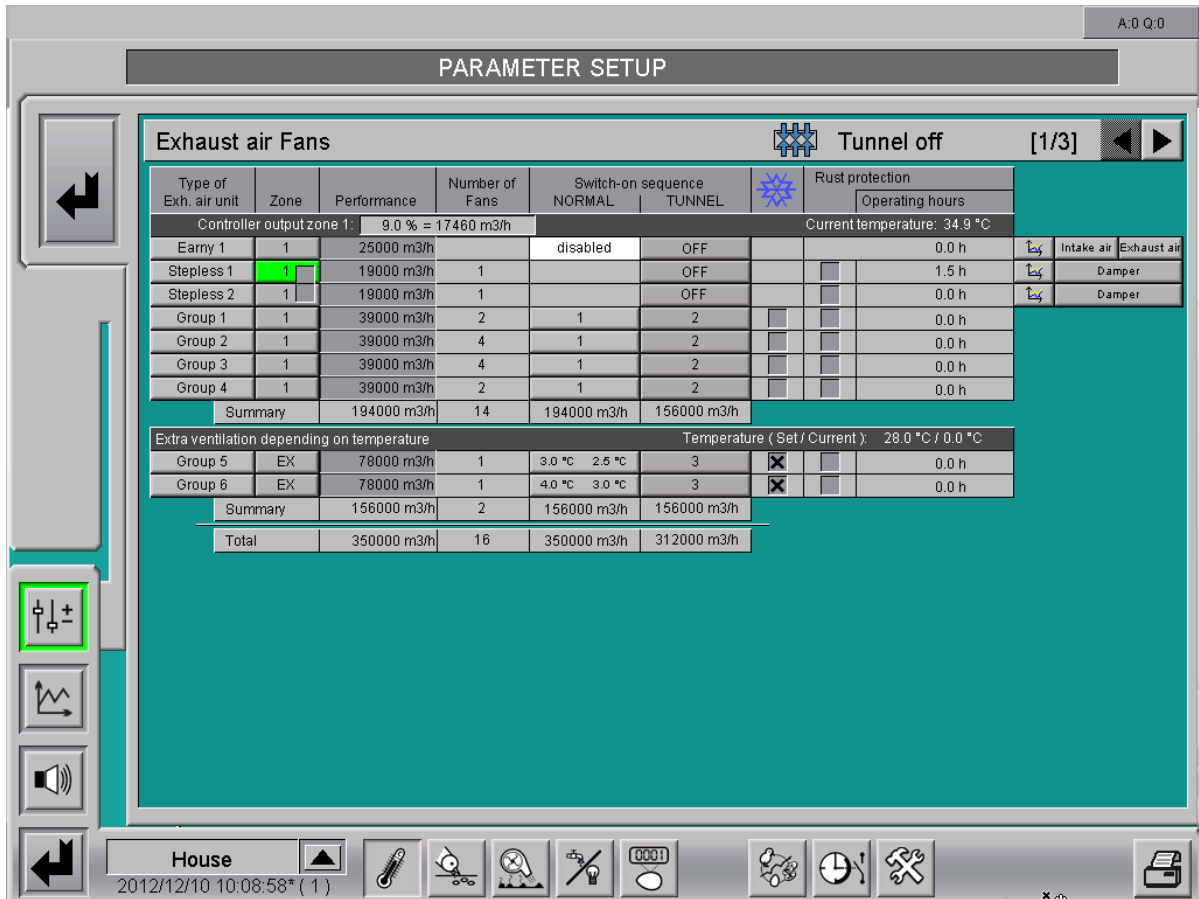 A:0 Q:0
PARAMETER SETUP
Exhaust air Fans Tunnel off [1/3]
Type of Exh. air unit Zone Performance Number of Fans Switch-on sequence NORMAL | TUNNEL Rust protection Operating hours
Controller output zone 1: 9.0 % = 17460 m3/h Current temperature: 34.9 °C
Earny 1 1 25000 m3/h disabled OFF 0.0 h Intake air Exhaust air
Stepless 1 1 19000 m3/h 1 OFF 1.5 h Damper
Stepless 2 1 19000 m3/h 1 OFF 0.0 h Damper
Group 1 1 39000 m3/h 2 1 2 0.0 h
Group 2 1 39000 m3/h 4 1 2 0.0 h
Group 3 1 39000 m3/h 4 1 2 0.0 h
Group 4 1 39000 m3/h 2 1 2 0.0 h
Summary 194000 m3/h 14 194000 m3/h 156000 m3/h
Extra ventilation depending on temperature Temperature ( Set / Current ): 28.0 °C / 0.0 °C
Group 5 EX 78000 m3/h 1 3.0 °C 2.5 °C 3 0.0 h
Group 6 EX 78000 m3/h 1 4.0 °C 3.0 °C 3 0.0 h
Summary 156000 m3/h 2 156000 m3/h 156000 m3/h
Total 350000 m3/h 16 350000 m3/h 312000 m3/h
House
0001
2012/12/10 10:08:58* ( 1 )